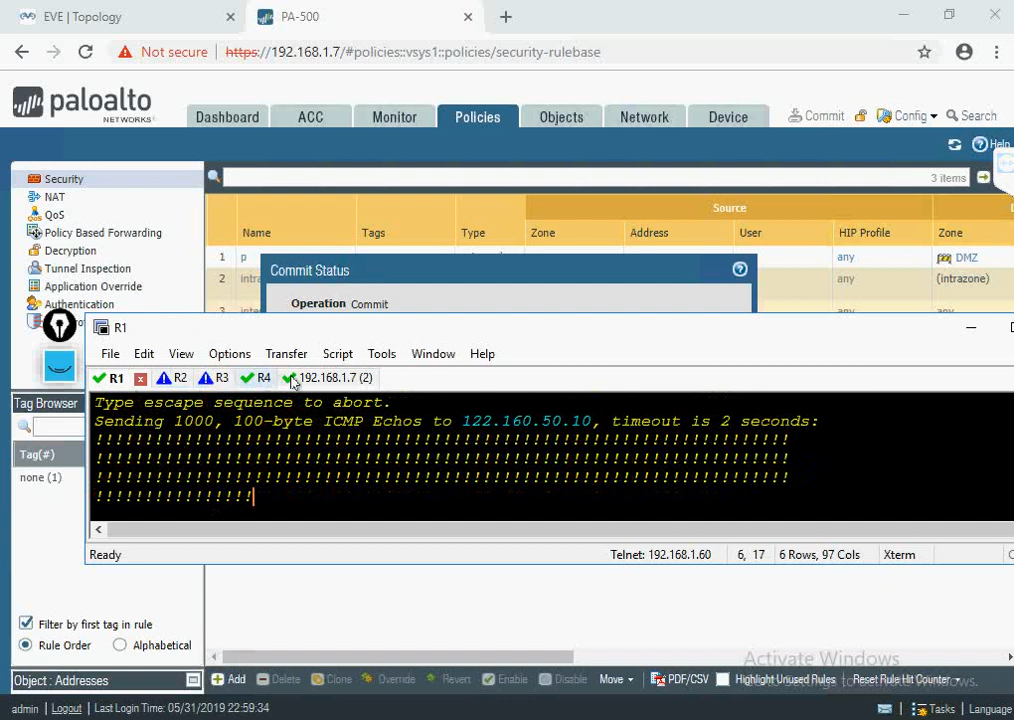 EVE | Topology
PA-500
Not secure
https://192.168.1.7/#policies::vsys1::policies/security-rulebase
paloalto
NETWORKS
Dashboard
ACC
Monitor
Policies
Objects
Network
Device
Commit
Config
Search
Help
Security
NAT
QoS
Policy Based Forwarding
Decryption
Tunnel Inspection
Application Override
Authentication
3 items
Source
Name
Tags
Type
Zone
Address
User
HIP Profile
Zone
1
p
any
DMZ
2
intra
any
(intrazone)
3
Commit Status
Operation Commit
R1
File Edit View Options Transfer Script Tools Window Help
R1
R2
R3
R4
192.168.1.7 (2)
Type escape sequence to abort.
Sending 1000, 100-byte ICMP Echos to 122.160.50.10, timeout is 2 seconds:
!!!!!!!!!!!!!!!!!!!!!!!!!!!!!!!!!!!!!!!!!!!!!!!!!!!!!!!!!!!!!!!!!!!!!!
!!!!!!!!!!!!!!!!!!!!!!!!!!!!!!!!!!!!!!!!!!!!!!!!!!!!!!!!!!!!!!!!!!!!!!
!!!!!!!!!!!!!!!!!!!!!!!!!!!!!!!!!!!!!!!!!!!!!!!!!!!!!!!!!!!!!!!!!!!!!!
!!!!!!!!!!!!!!!!
Ready
Telnet: 192.168.1.60
6, 17
6 Rows, 97 Cols
Xterm
Tag Browser
Tag(#)
none (1)
Filter by first tag in rule
Rule Order
Alphabetical
Object : Addresses
Add
Delete
Clone
Override
Revert
Enable
Disable
Move
PDF/CSV
Highlight Unused Rules
Reset Rule Hit Counter
Activate Windows
admin | Logout | Last Login Time: 05/31/2019 22:59:34
Tasks | Language